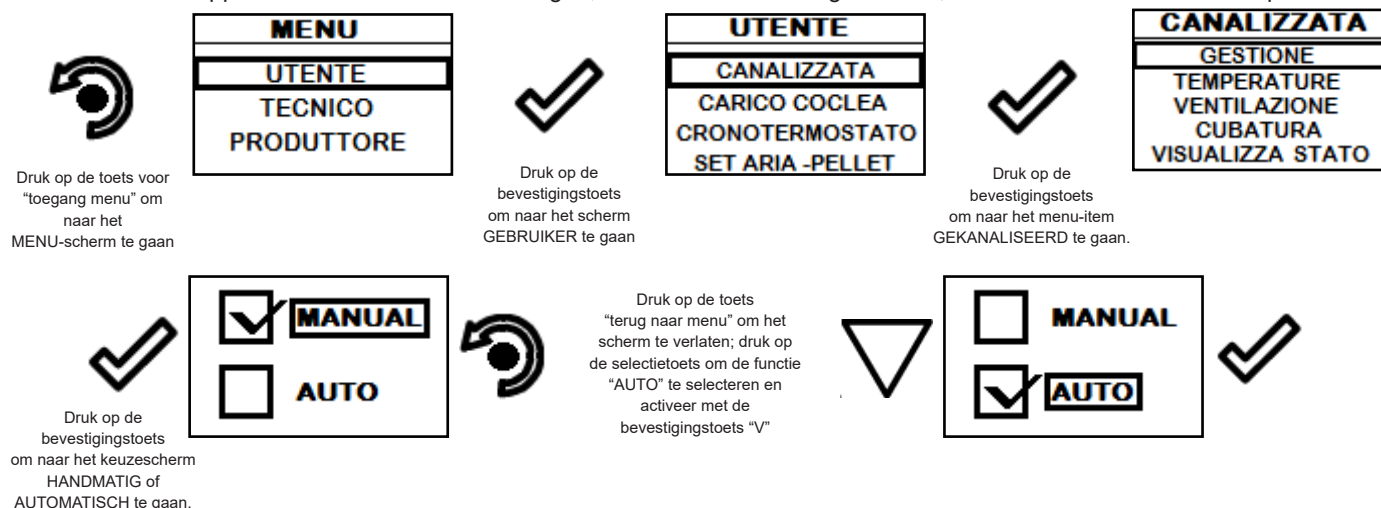 MENU
UTENTE
TECNICO
PRODUTTORE
Druk op de toets voor
“toegang menu” om
naar het
MENU-scherm te gaan
UTENTE
CANALIZZATA
CARICO COCLEA
CRONOTERMOSTATO
SET ARIA -PELLET
Druk op de
bevestigingstoets
om naar het scherm
GEBRUIKER te gaan
CANALIZZATA
GESTIONE
TEMPERATURE
VENTILAZIONE
CUBATURA
VISUALIZZA STATO
Druk op de
bevestigingstoets
om naar het menu-item
GEKANALISEERD te gaan.
MANUAL
AUTO
Druk op de
bevestigingstoets
om naar het keuzescherm
HANDMATIG of
AUTOMATISCH te gaan.
Druk op de toets
“terug naar menu” om het
scherm te verlaten; druk op
de selectietoets om de functie
“AUTO” te selecteren en
activeer met de
bevestigingstoets “V”
MANUAL
AUTO